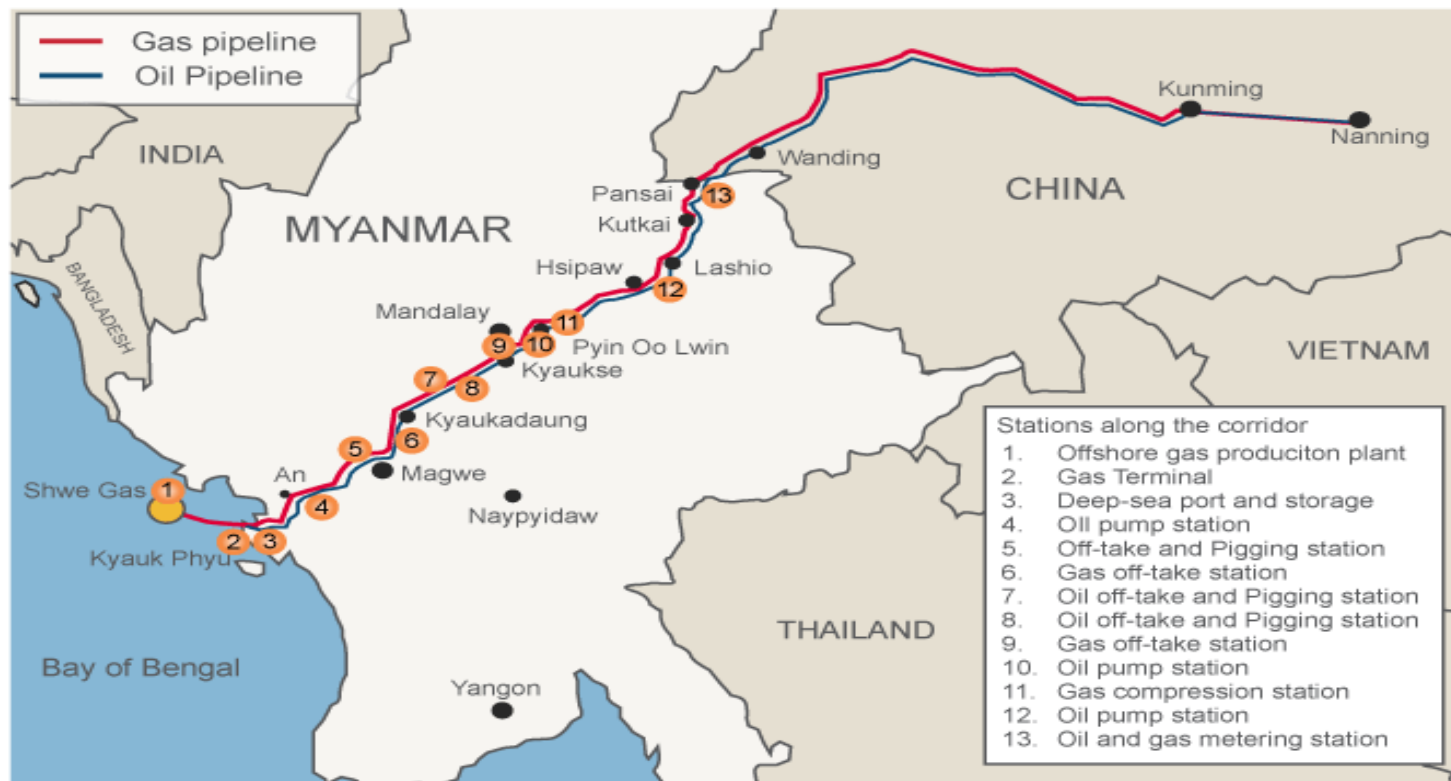 Gas pipeline
Oil Pipeline
Kunming
Nanning
INDIA
Wanding
CHINA
Pansai
13
MYANMAR
Kutkai
BANGLADESH
Hsipaw
Lashio
12
Mandalay
11
9
10
Pyin Oo Lwin
VIETNAM
Kyaukse
7
8
Kyaukadaung
6
5
Magwe
An
Shwe Gas
1
4
Naypyidaw
2
3
Kyauk Phyu
THAILAND
Bay of Bengal
Yangon
Stations along the corridor
1. Offshore gas produciton plant
2. Gas Terminal
3. Deep-sea port and storage
4. OIl pump station
5. Off-take and Pigging station
6. Gas off-take station
7. Oil off-take and Pigging station
8. Oil off-take and Pigging station
9. Gas off-take station
10. Oil pump station
11. Gas compression station
12. Oil pump station
13. Oil and gas metering station